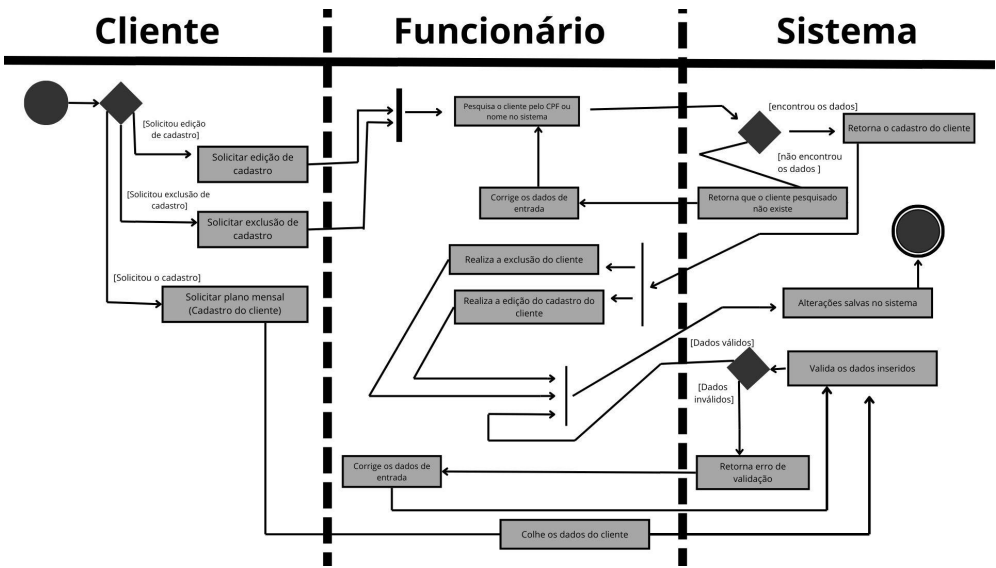 Cliente
Funcionário
Sistema
[Solicitou edição
de cadastro]
Solicitar edição de
cadastro
[Solicitou exclusão de
cadastro]
Solicitar exclusão de
cadastro
[Solicitou o cadastro]
Solicitar plano mensal
(Cadastro do cliente)
Pesquisa o cliente pelo CPF ou
nome no sistema
Corrige os dados de
entrada
Realiza a exclusão do cliente
Realiza a edição do cadastro do
cliente
Corrige os dados de
entrada
Colhe os dados do cliente
[encontrou os dados]
Retorna o cadastro do cliente
[não encontrou
os dados ]
Retorna que o cliente pesquisado
não existe
Alterações salvas no sistema
[Dados válidos]
Valida os dados inseridos
[Dados
inválidos]
Retorna erro de
validação